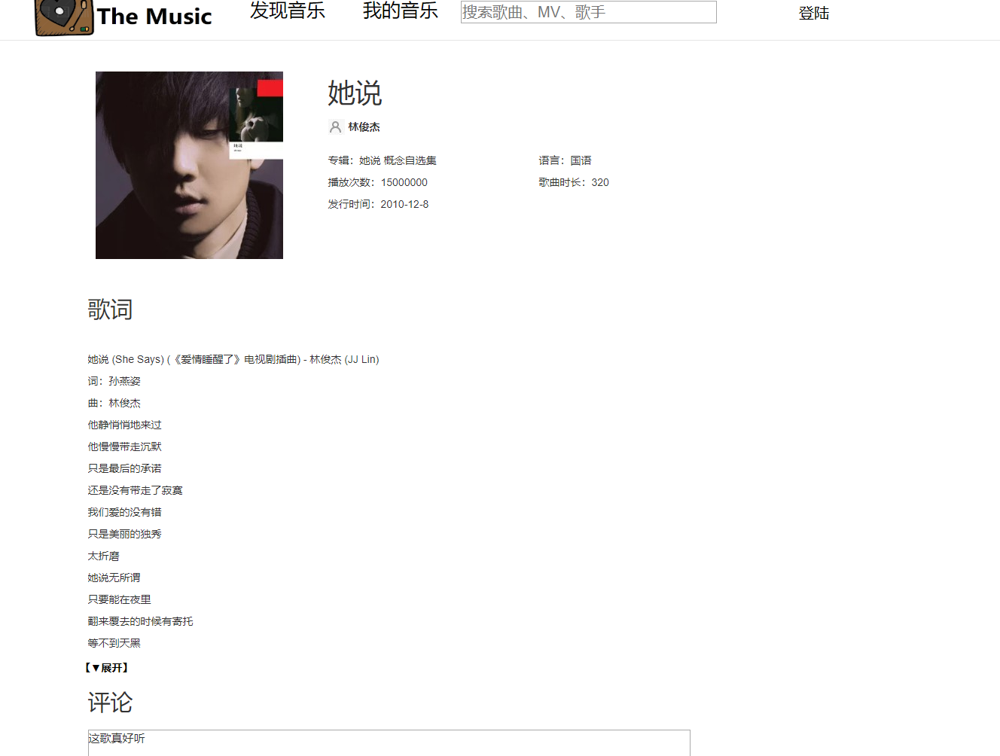 The Music
发现音乐
我的音乐
搜索歌曲、MV、歌手
登陆
她说
林俊杰
专辑：她说 概念自选集
语言：国语
播放次数：15000000
歌曲时长：320
发行时间：2010-12-8
歌词
她说 (She Says) (《爱情睡醒了》电视剧插曲) - 林俊杰 (JJ Lin)
词：孙燕姿
曲：林俊杰
他静悄悄地来过
他慢慢带走沉默
只是最后的承诺
还是没有带走了寂寞
我们爱的没有错
只是美丽的独秀
太折磨
她说无所谓
只要能在夜里
翻来覆去的时候有寄托
等不到天黑
【▼展开】
评论
这歌真好听